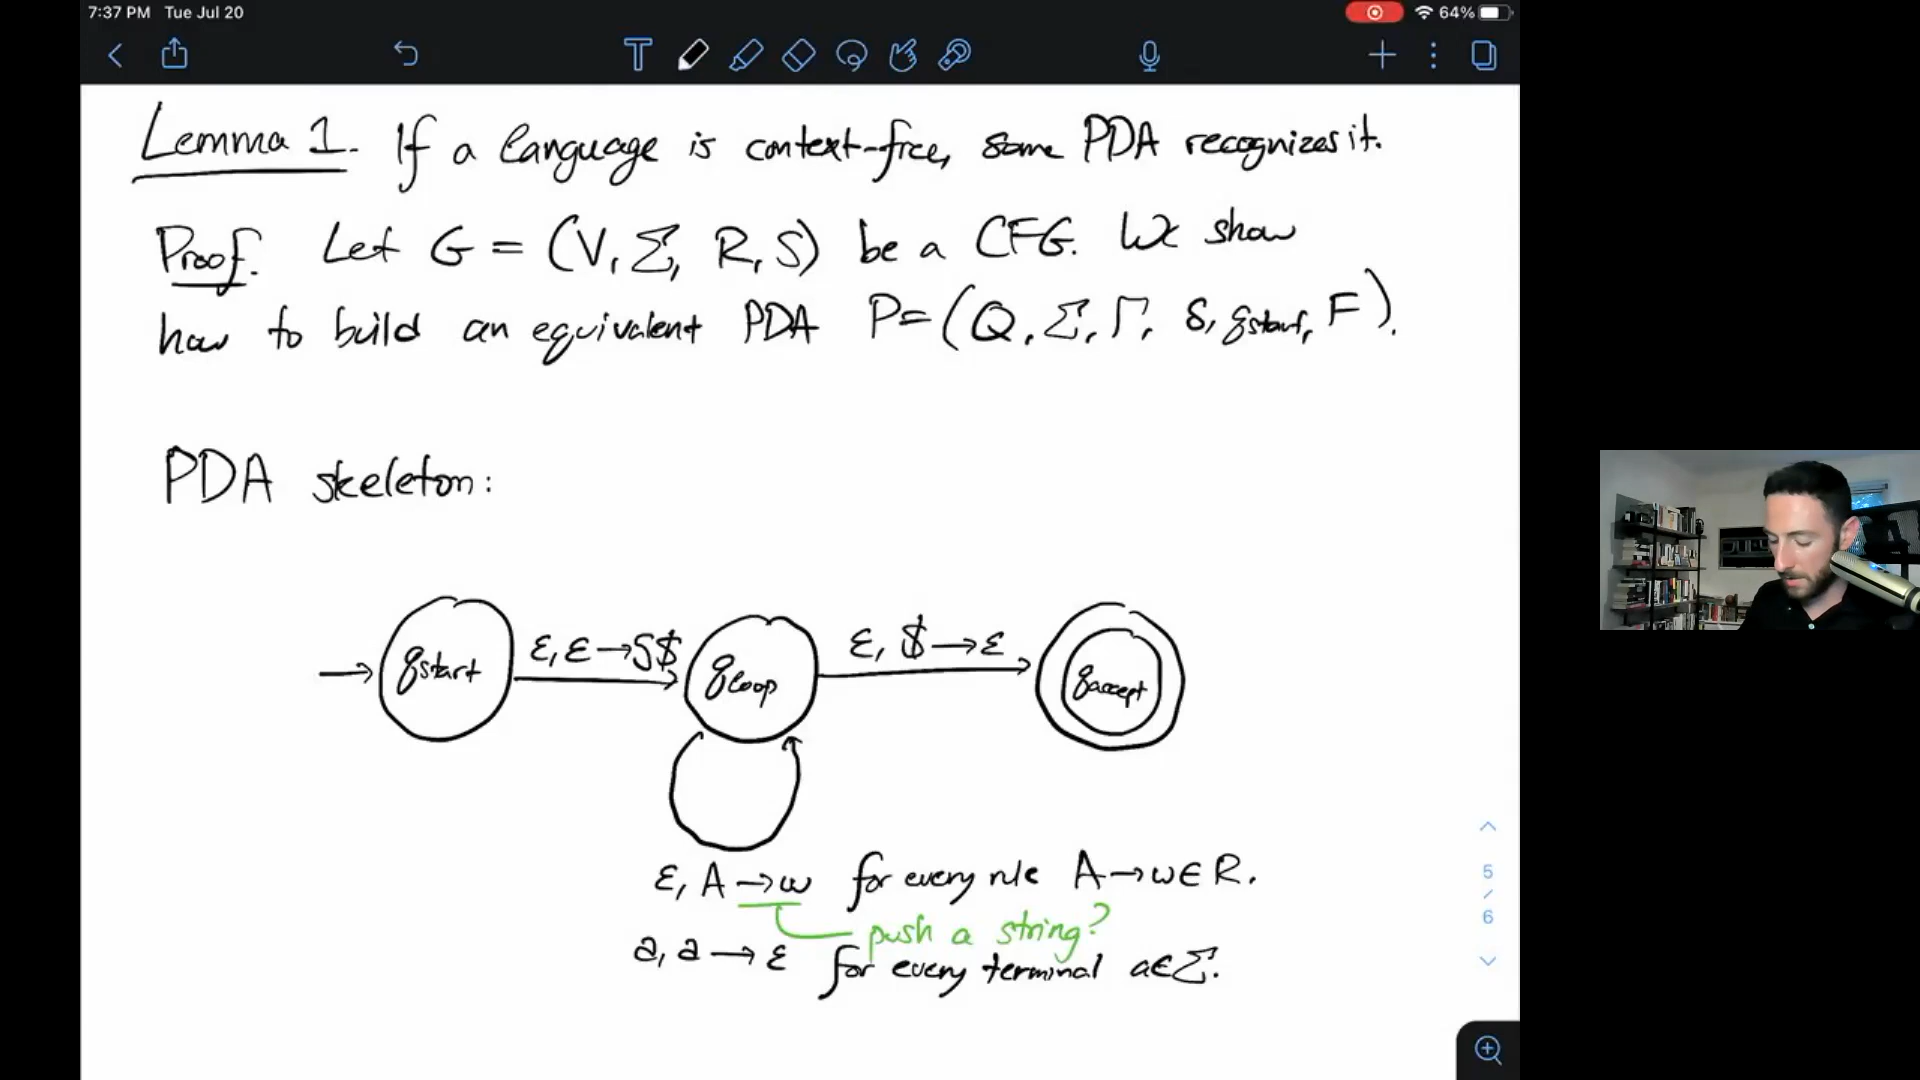 7:37 PM Tue Jul 20
64%
Lemma 1. If a language is context-free, some PDA recognizes it.
Proof. Let G = (V, Σ, R, S) be a CFG. We show
how to build an equivalent PDA P = (Q, Σ, Γ, δ, qstart, F).
PDA skeleton:
qstart
ε, ε → S$
qloop
ε, $ → ε
qaccept
ε, A → w for every rule A → w ∈ R.
push a string?
a, a → ε for every terminal a ∈ Σ.
5
/
6